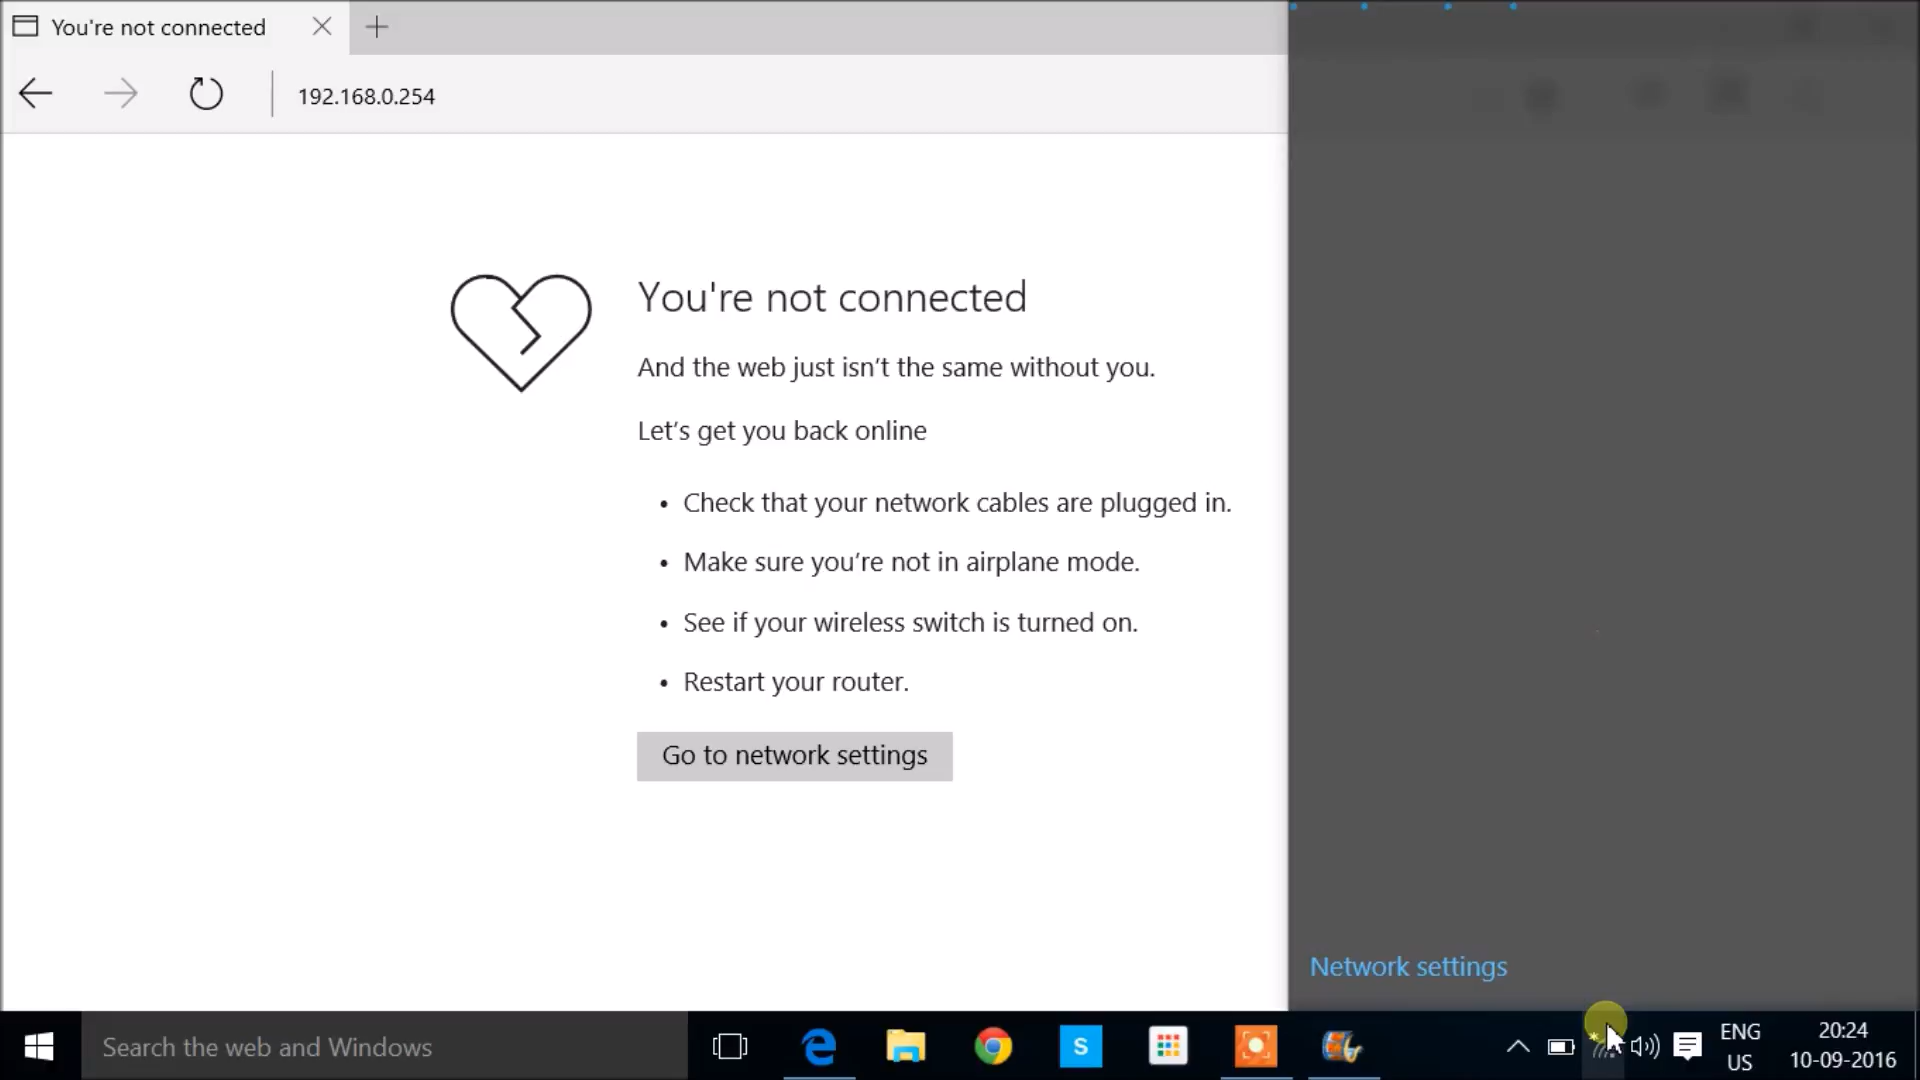 You're not connected
192.168.0.254
You're not connected
And the web just isn’t the same without you.
Let’s get you back online
• Check that your network cables are plugged in.
• Make sure you’re not in airplane mode.
• See if your wireless switch is turned on.
• Restart your router.
Go to network settings
Network settings
Search the web and Windows
S
ENG
US
20:24
10-09-2016